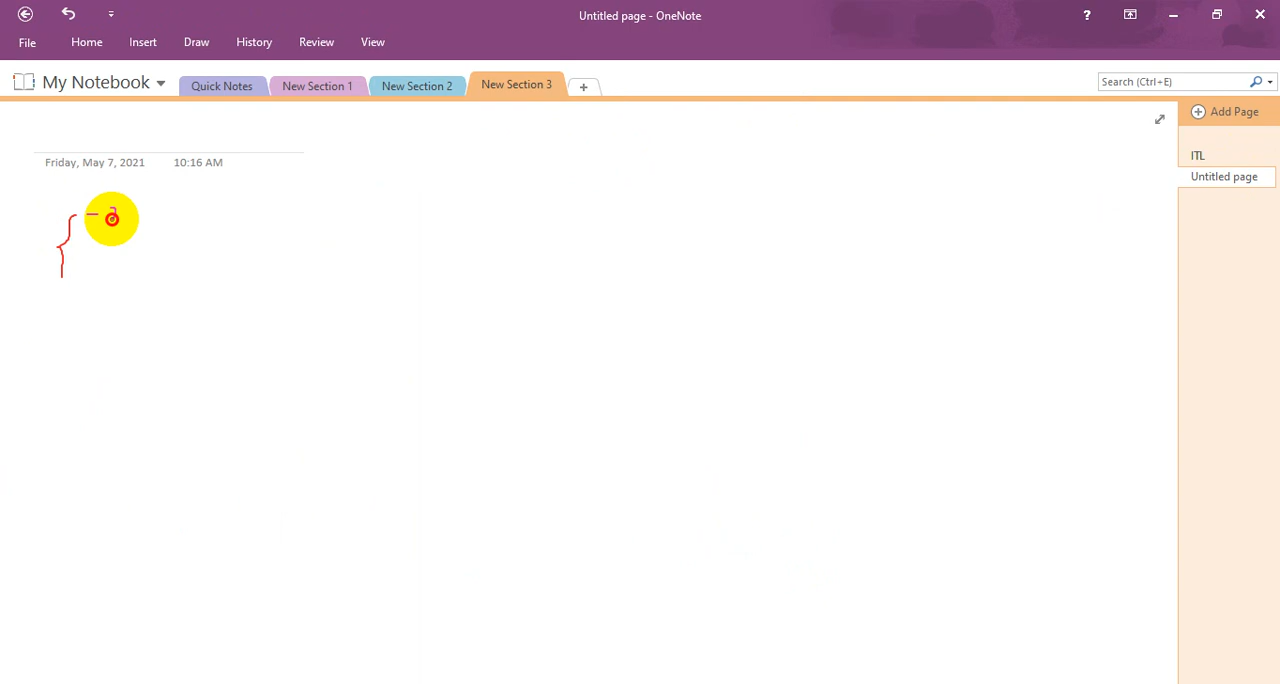 Untitled page - OneNote
?
File Home Insert Draw History Review View
My Notebook Quick Notes New Section 1 New Section 2 New Section 3 + Search (Ctrl+E)
Add Page
ITL
Untitled page
Friday, May 7, 2021 10:16 AM